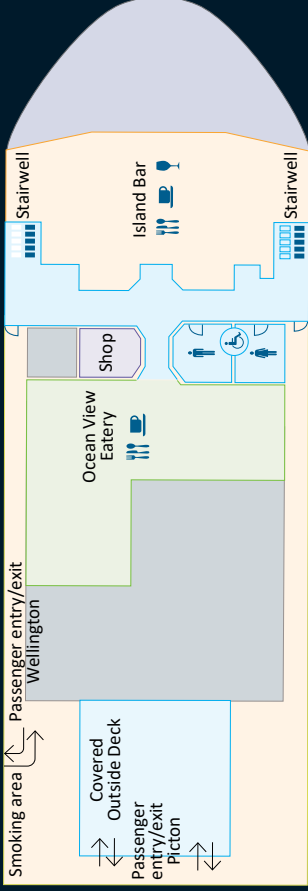 Stairwell
Island Bar
Stairwell
Shop
Ocean View
Eatery
Passenger entry/exit
Wellington
Smoking area
Covered
Outside Deck
Passenger
entry/exit
Picton